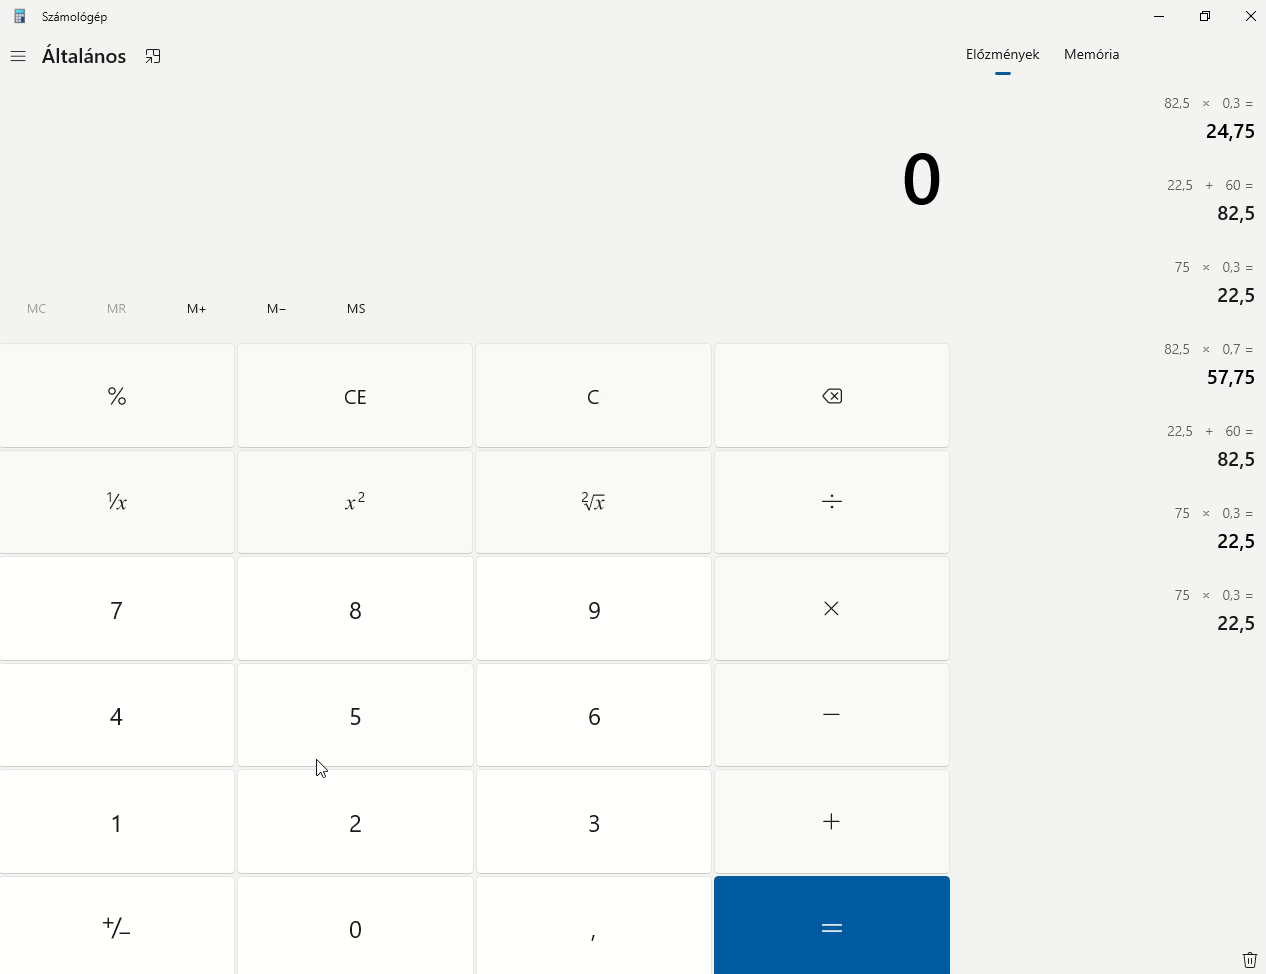 Számológép
Általános
Előzmények Memória
0
MC MR M+ M− MS
% CE C
¹/x x² ²√x ÷
7 8 9 ×
4 5 6 −
1 2 3 +
+/− 0 , =
82,5 × 0,3 =
24,75
22,5 + 60 =
82,5
75 × 0,3 =
22,5
82,5 × 0,7 =
57,75
22,5 + 60 =
82,5
75 × 0,3 =
22,5
75 × 0,3 =
22,5